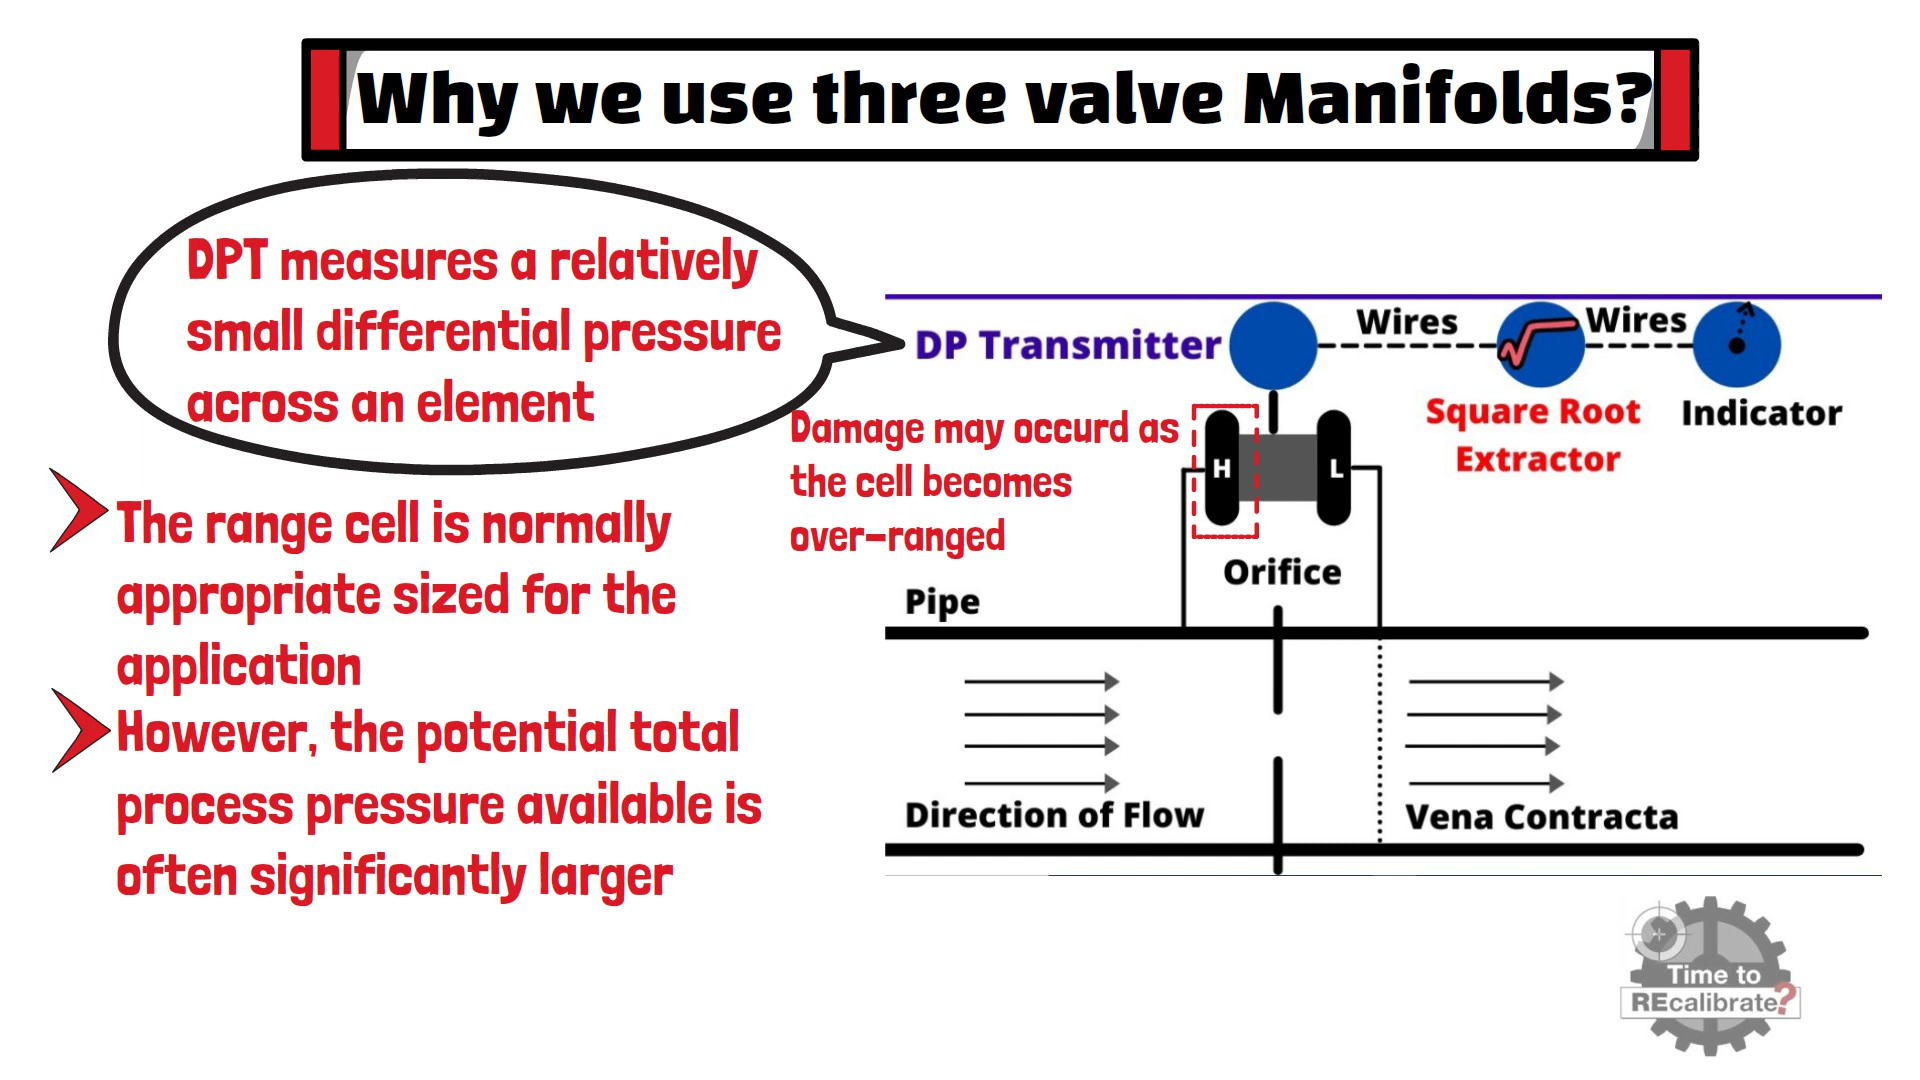 Why we use three valve Manifolds?
DPT measures a relatively
small differential pressure
across an element
The range cell is normally
appropriate sized for the
application
However, the potential total
process pressure available is
often significantly larger
Damage may occurd as
the cell becomes
over-ranged
DP Transmitter
Wires
Wires
Square Root
Extractor
Indicator
H
L
Orifice
Pipe
Direction of Flow
Vena Contracta
Time to
REcalibrate?